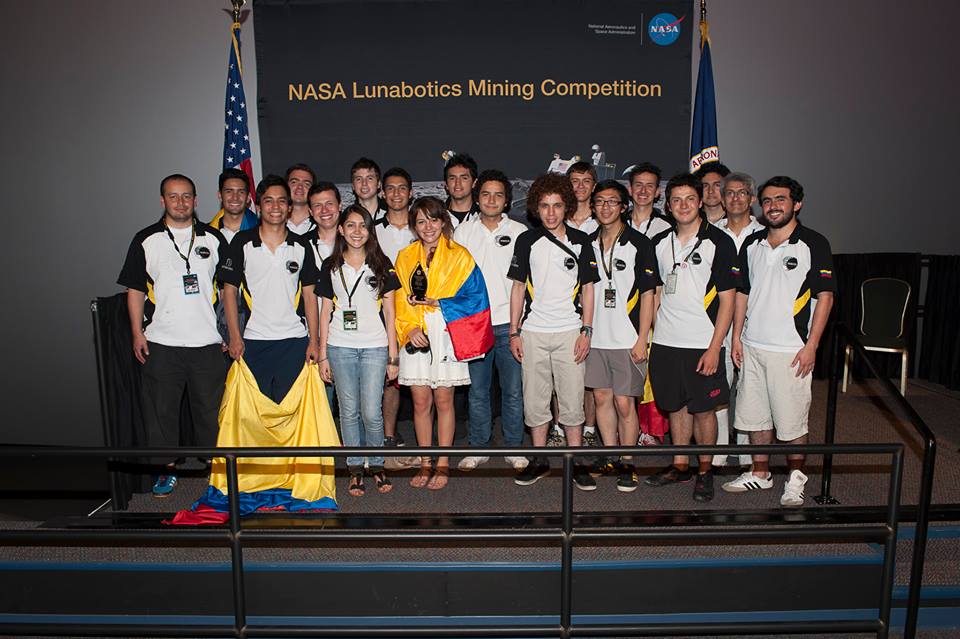 National Aeronautics and
Space Administration
NASA
NASA Lunabotics Mining Competition